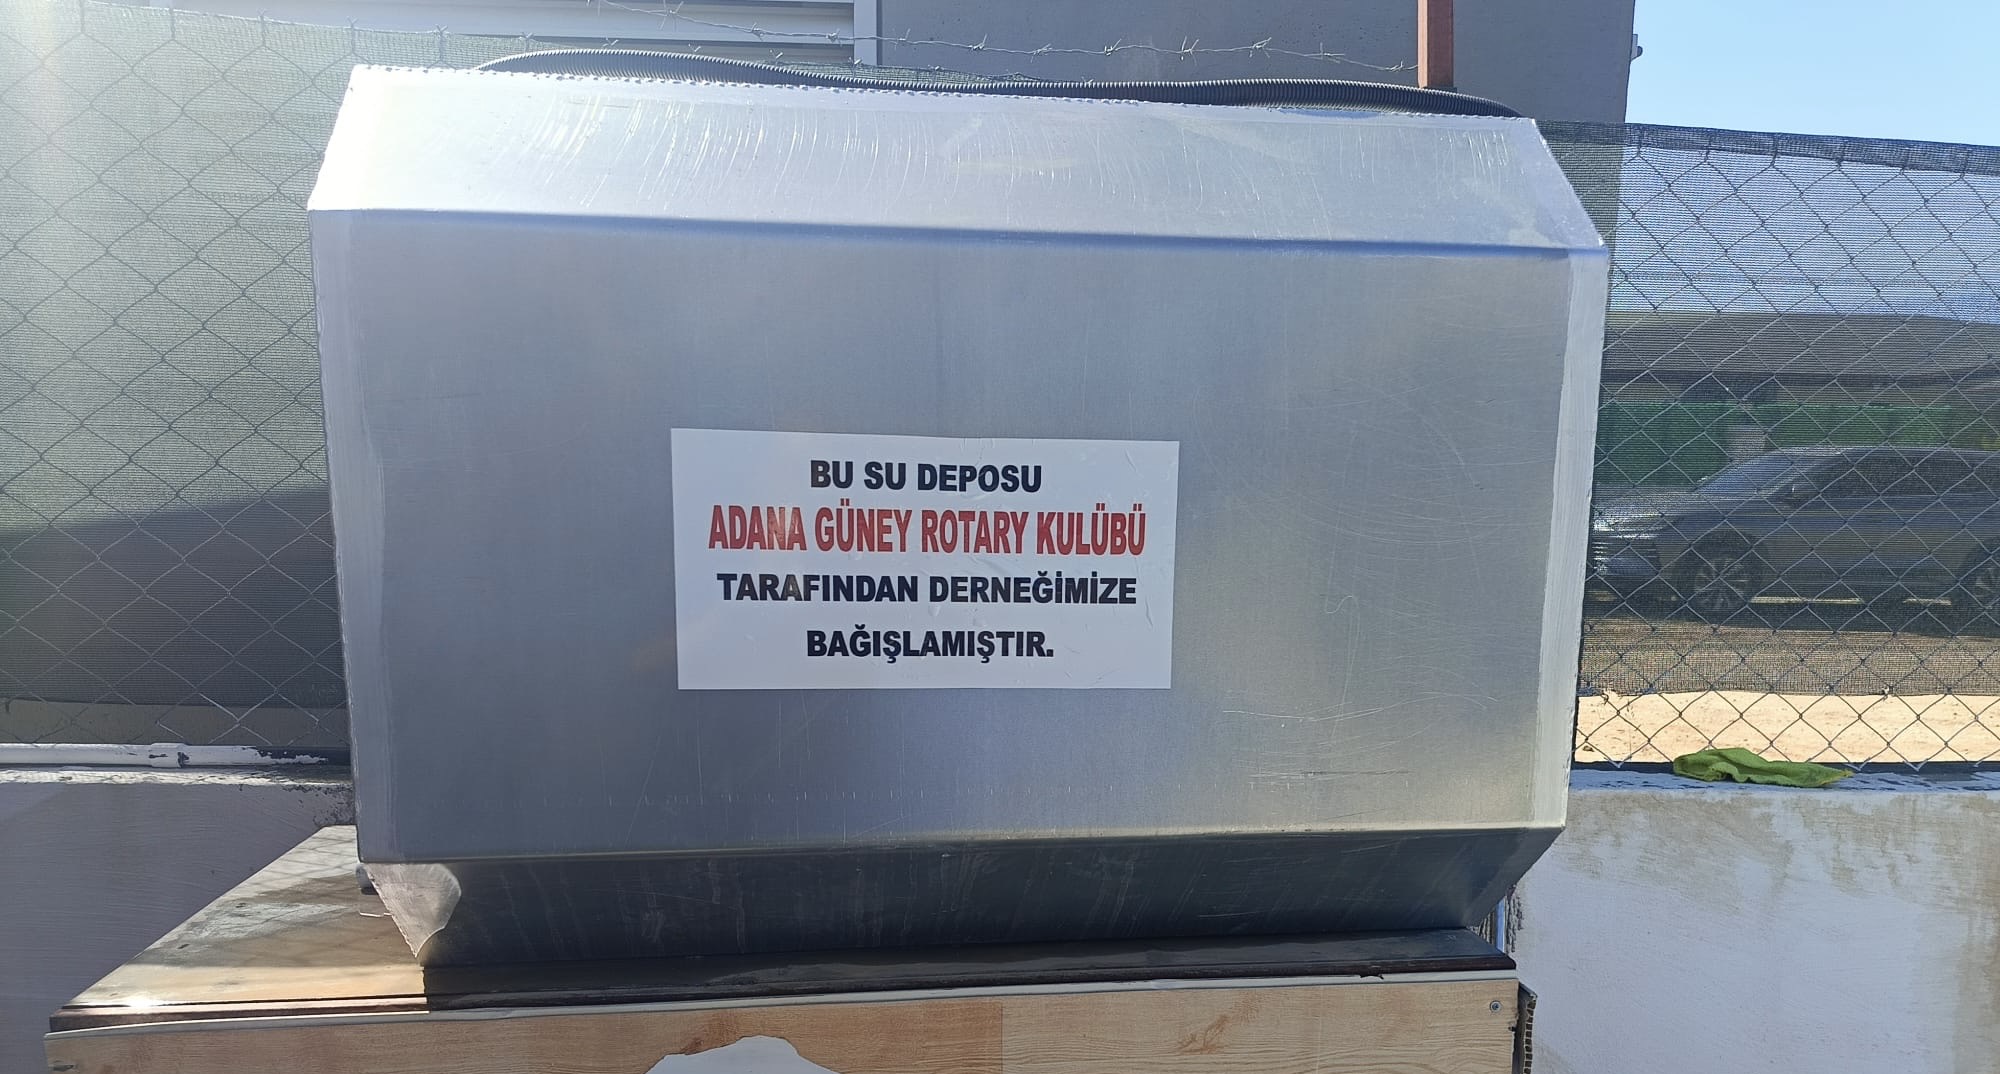 BU SU DEPOSU
ADANA GÜNEY ROTARY KULÜBÜ
TARAFINDAN DERNEĞİMİZE
BAĞIŞLAMIŞTIR.